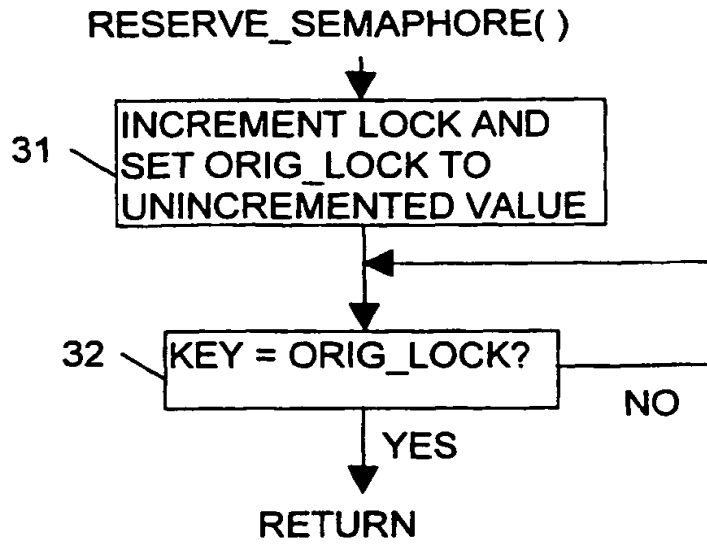 RESERVE_SEMAPHORE( )
31
INCREMENT LOCK AND
SET ORIG_LOCK TO
UNINCREMENTED VALUE
32
KEY = ORIG_LOCK?
NO
YES
RETURN